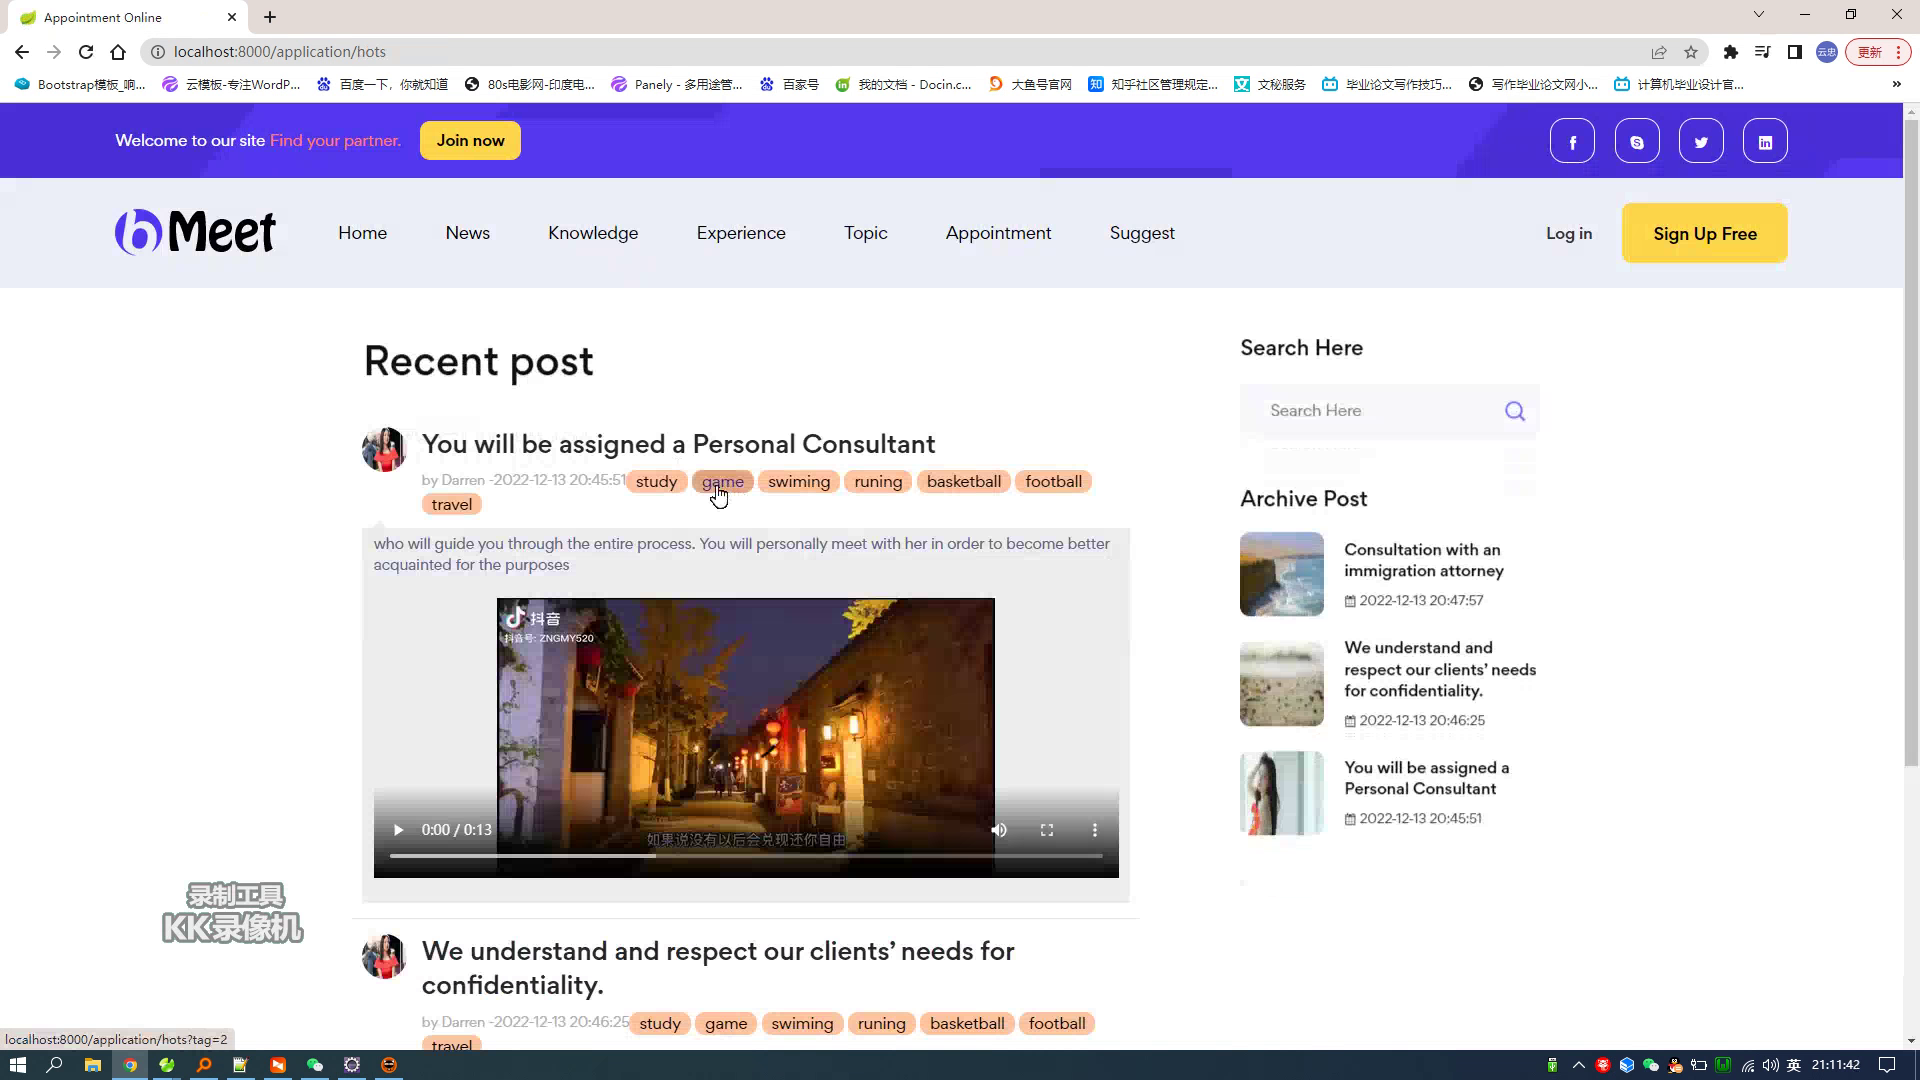 Appointment Online
localhost:8000/application/hots
云忠
更新
Bootstrap模板_响...
云模板-专注WordP...
百度一下，你就知道
80s电影网-印度电...
Panely - 多用途管...
百家号
我的文档 - Docin.c...
大鱼号官网
知乎社区管理规定...
文秘服务
毕业论文写作技巧...
写作毕业论文网小...
计算机毕业设计官...
Welcome to our site Find your partner.
Join now
Meet
Home
News
Knowledge
Experience
Topic
Appointment
Suggest
Log in
Sign Up Free
Recent post
You will be assigned a Personal Consultant
by Darren -2022-12-13 20:45:51 study game swiming runing basketball football
travel
who will guide you through the entire process. You will personally meet with her in order to become better
acquainted for the purposes
抖音
抖音号: ZNGMY520
如果说没有以后会兑现还你自由
0:00 / 0:13
We understand and respect our clients’ needs for
confidentiality.
by Darren -2022-12-13 20:46:25 study game swiming runing basketball football
travel
Search Here
Search Here
Archive Post
Consultation with an
immigration attorney
2022-12-13 20:47:57
We understand and
respect our clients’ needs
for confidentiality.
2022-12-13 20:46:25
You will be assigned a
Personal Consultant
2022-12-13 20:45:51
录制工具
KK录像机
localhost:8000/application/hots?tag=2
英
21:11:42